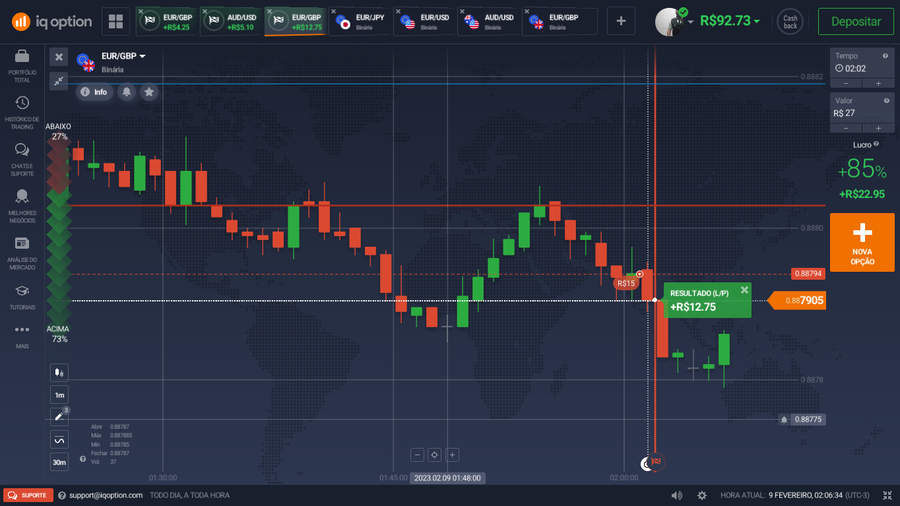 iq option
EUR/GBP
+R$4.25
AUD/USD
+R$5.10
EUR/GBP
+R$12.75
EUR/JPY
Binária
EUR/USD
Binária
AUD/USD
Binária
EUR/GBP
Binária
R$92.73
Cash
back
Depositar
PORTFÓLIO
TOTAL
HISTÓRICO DE
TRADING
CHATS E
SUPORTE
MELHORES
NEGÓCIOS
ANÁLISE DO
MERCADO
TUTORIAIS
MAIS
EUR/GBP
Binária
Info
ABAIXO
27%
ACIMA
73%
1m
3
30m
Abrir 0.88787
Máx 0.887885
Mín 0.88785
Fechar 0.88787
Vol. 37
R$15
RESULTADO (L/P)
+R$12.75
0.8882
0.8880
0.88794
0.887905
0.8878
0.88775
01:30:00
01:45:00
2023.02.09 01:48:00
02:00:00
Tempo
02:02
Valor
R$ 27
Lucro
+85%
+R$22.95
NOVA
OPÇÃO
SUPORTE
support@iqoption.com
TODO DIA, A TODA HORA
HORA ATUAL: 9 FEVEREIRO, 02:06:34 (UTC-3)